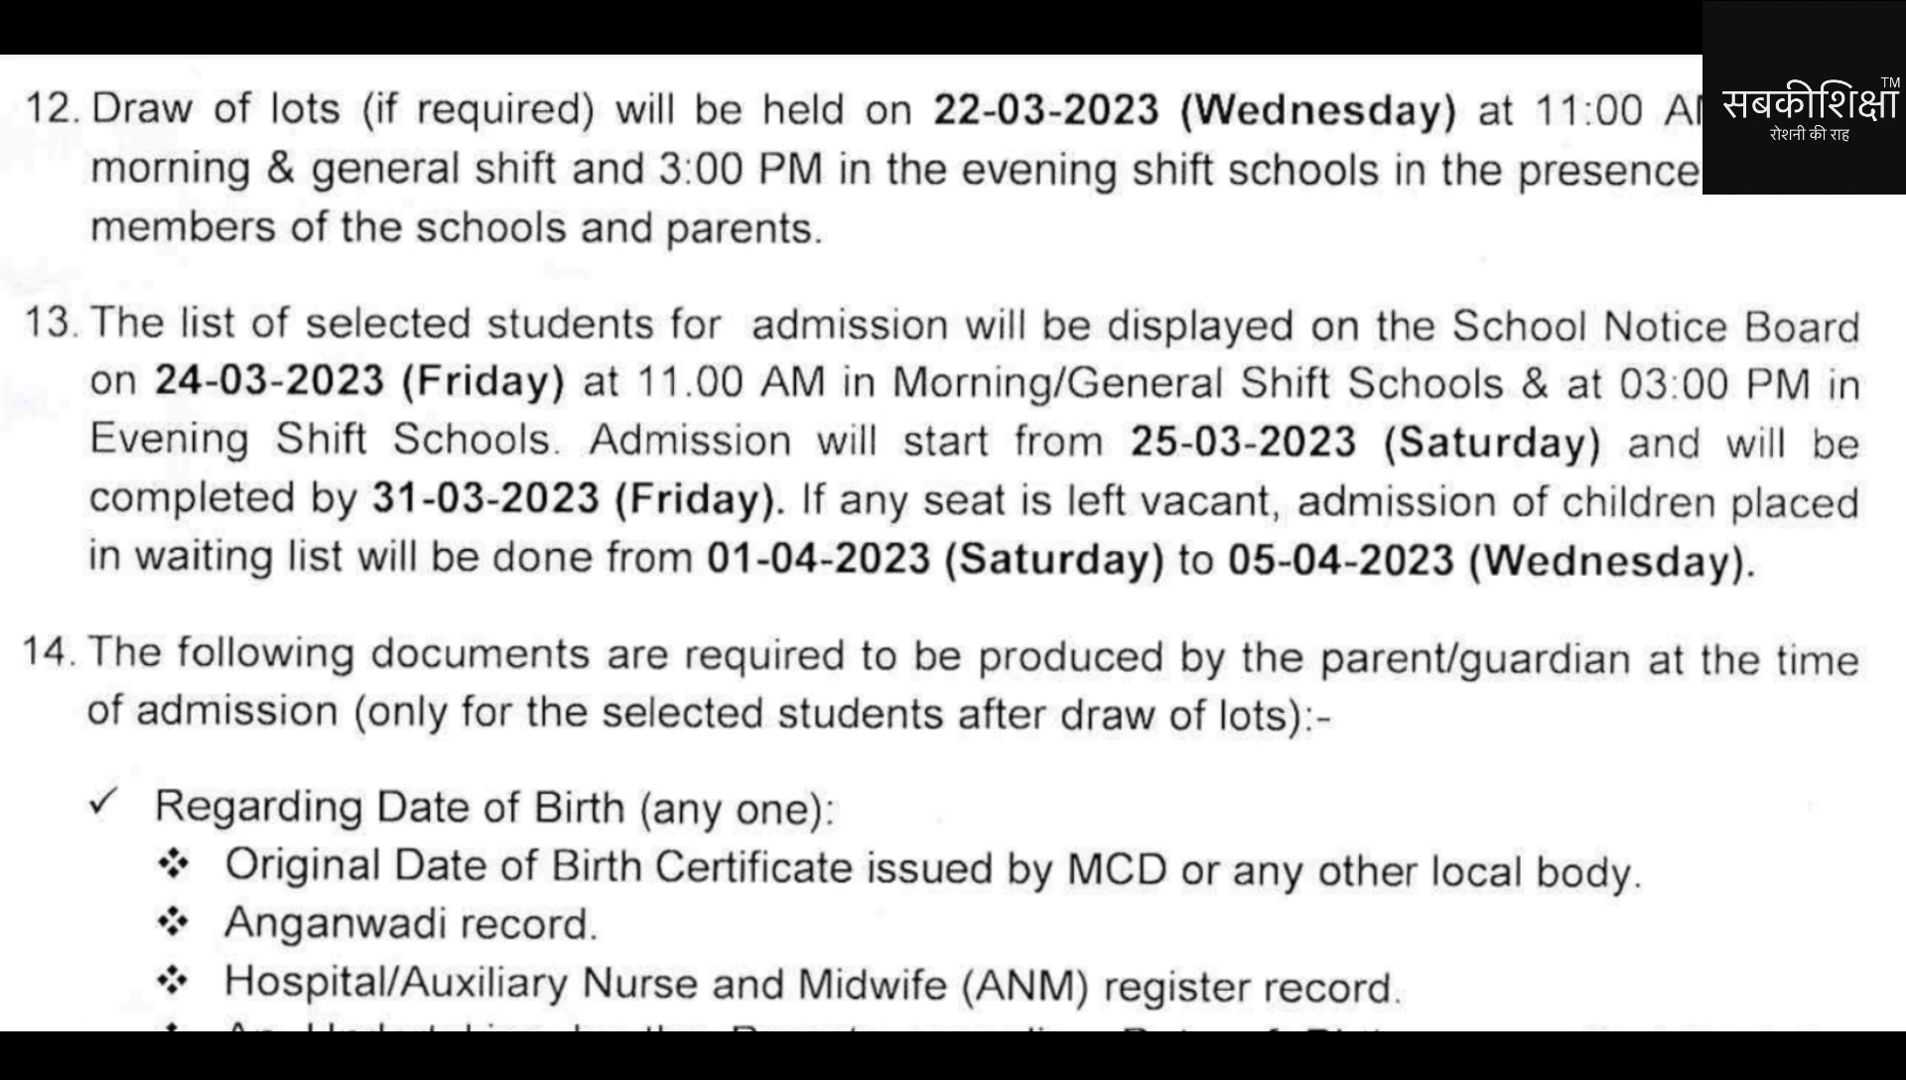 12. Draw of lots (if required) will be held on 22-03-2023 (Wednesday) at 11:00
morning & general shift and 3:00 PM in the evening shift schools in the presence
members of the schools and parents.
13. The list of selected students for admission will be displayed on the School Notice Board
on 24-03-2023 (Friday) at 11.00 AM in Morning/General Shift Schools & at 03:00 PM in
Evening Shift Schools. Admission will start from 25-03-2023 (Saturday) and will be
completed by 31-03-2023 (Friday). If any seat is left vacant, admission of children placed
in waiting list will be done from 01-04-2023 (Saturday) to 05-04-2023 (Wednesday).
14. The following documents are required to be produced by the parent/guardian at the time
of admission (only for the selected students after draw of lots):-
✓ Regarding Date of Birth (any one):
❖ Original Date of Birth Certificate issued by MCD or any other local body.
❖ Anganwadi record.
❖ Hospital/Auxiliary Nurse and Midwife (ANM) register record.
सबकीशिक्षा TM
रोशनी की राह